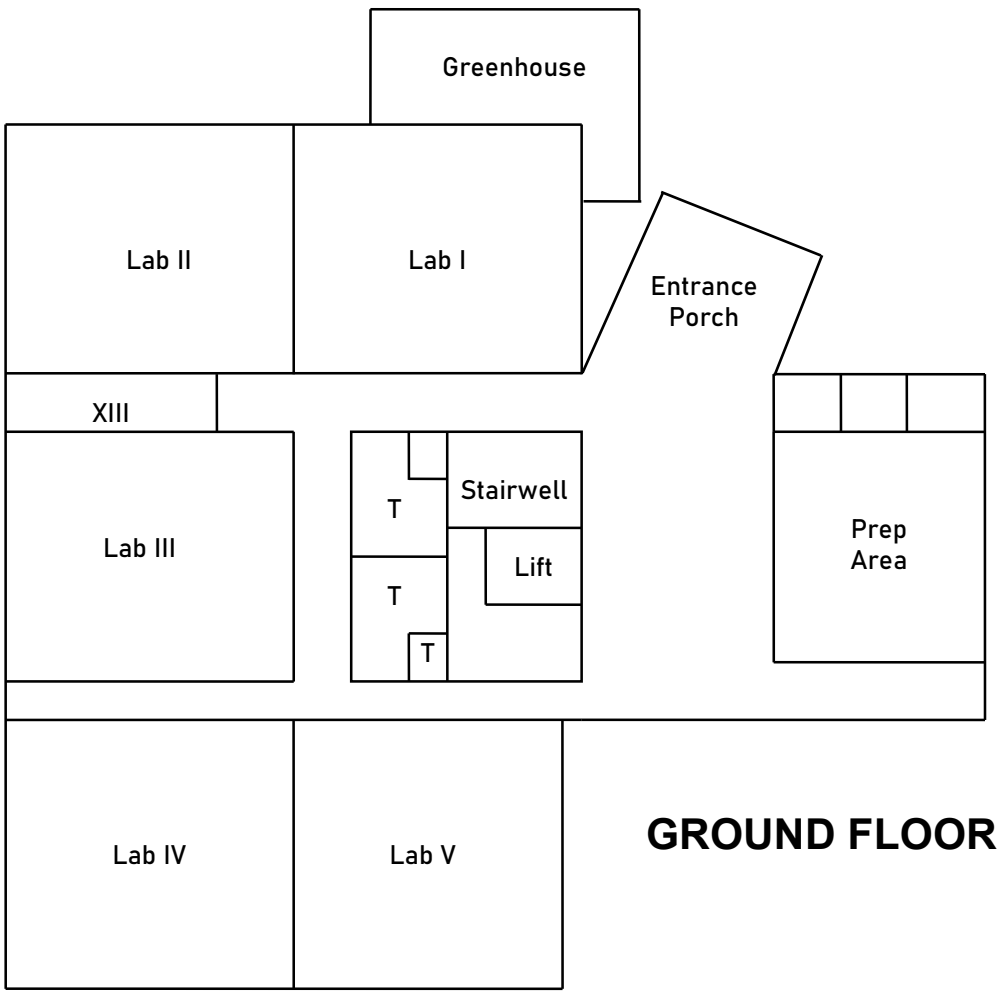 Greenhouse
Lab II
Lab I
Entrance
Porch
XIII
Stairwell
T
Lab III
Prep
Area
Lift
T
T
GROUND FLOOR
Lab IV
Lab V